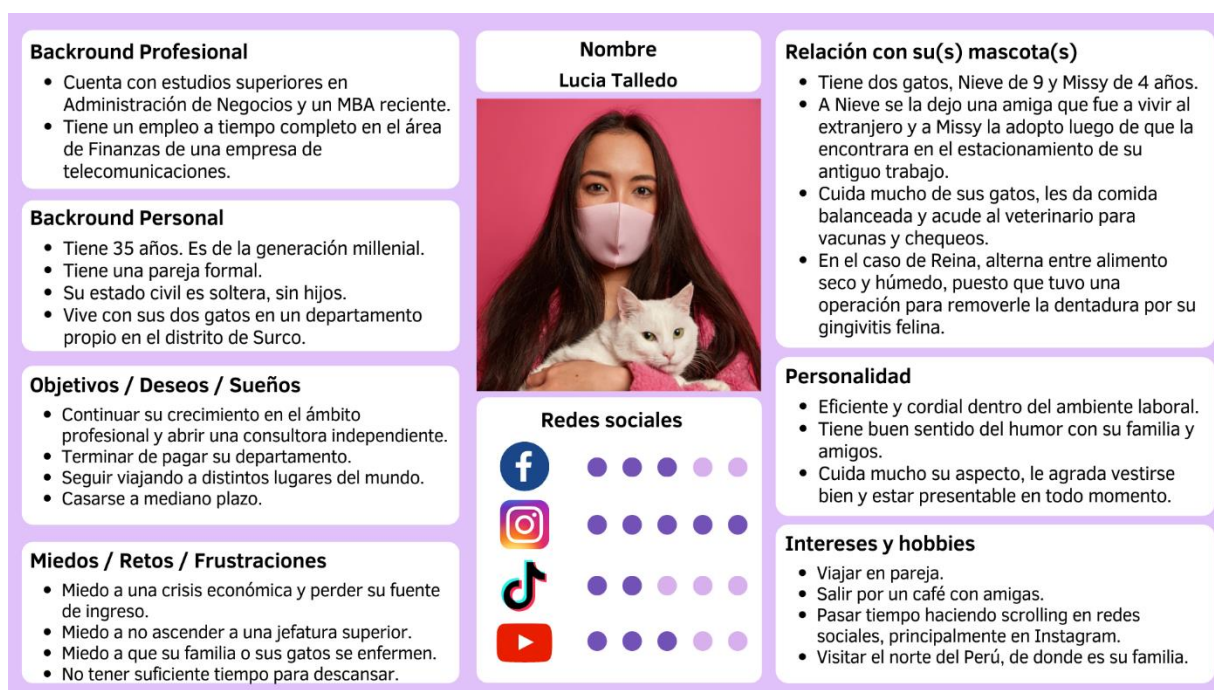 Backround Profesional
• Cuenta con estudios superiores en
Administración de Negocios y un MBA reciente.
• Tiene un empleo a tiempo completo en el área
de Finanzas de una empresa de
telecomunicaciones.
Backround Personal
• Tiene 35 años. Es de la generación millenial.
• Tiene una pareja formal.
• Su estado civil es soltera, sin hijos.
• Vive con sus dos gatos en un departamento
propio en el distrito de Surco.
Objetivos / Deseos / Sueños
• Continuar su crecimiento en el ámbito
profesional y abrir una consultora independiente.
• Terminar de pagar su departamento.
• Seguir viajando a distintos lugares del mundo.
• Casarse a mediano plazo.
Miedos / Retos / Frustraciones
• Miedo a una crisis económica y perder su fuente
de ingreso.
• Miedo a no ascender a una jefatura superior.
• Miedo a que su familia o sus gatos se enfermen.
• No tener suficiente tiempo para descansar.
Nombre
Lucia Talledo
Redes sociales
Relación con su(s) mascota(s)
• Tiene dos gatos, Nieve de 9 y Missy de 4 años.
• A Nieve se la dejo una amiga que fue a vivir al
extranjero y a Missy la adopto luego de que la
encontrara en el estacionamiento de su
antiguo trabajo.
• Cuida mucho de sus gatos, les da comida
balanceada y acude al veterinario para
vacunas y chequeos.
• En el caso de Reina, alterna entre alimento
seco y húmedo, puesto que tuvo una
operación para removerle la dentadura por su
gingivitis felina.
Personalidad
• Eficiente y cordial dentro del ambiente laboral.
• Tiene buen sentido del humor con su familia y
amigos.
• Cuida mucho su aspecto, le agrada vestirse
bien y estar presentable en todo momento.
Intereses y hobbies
• Viajar en pareja.
• Salir por un café con amigas.
• Pasar tiempo haciendo scrolling en redes
sociales, principalmente en Instagram.
• Visitar el norte del Perú, de donde es su familia.